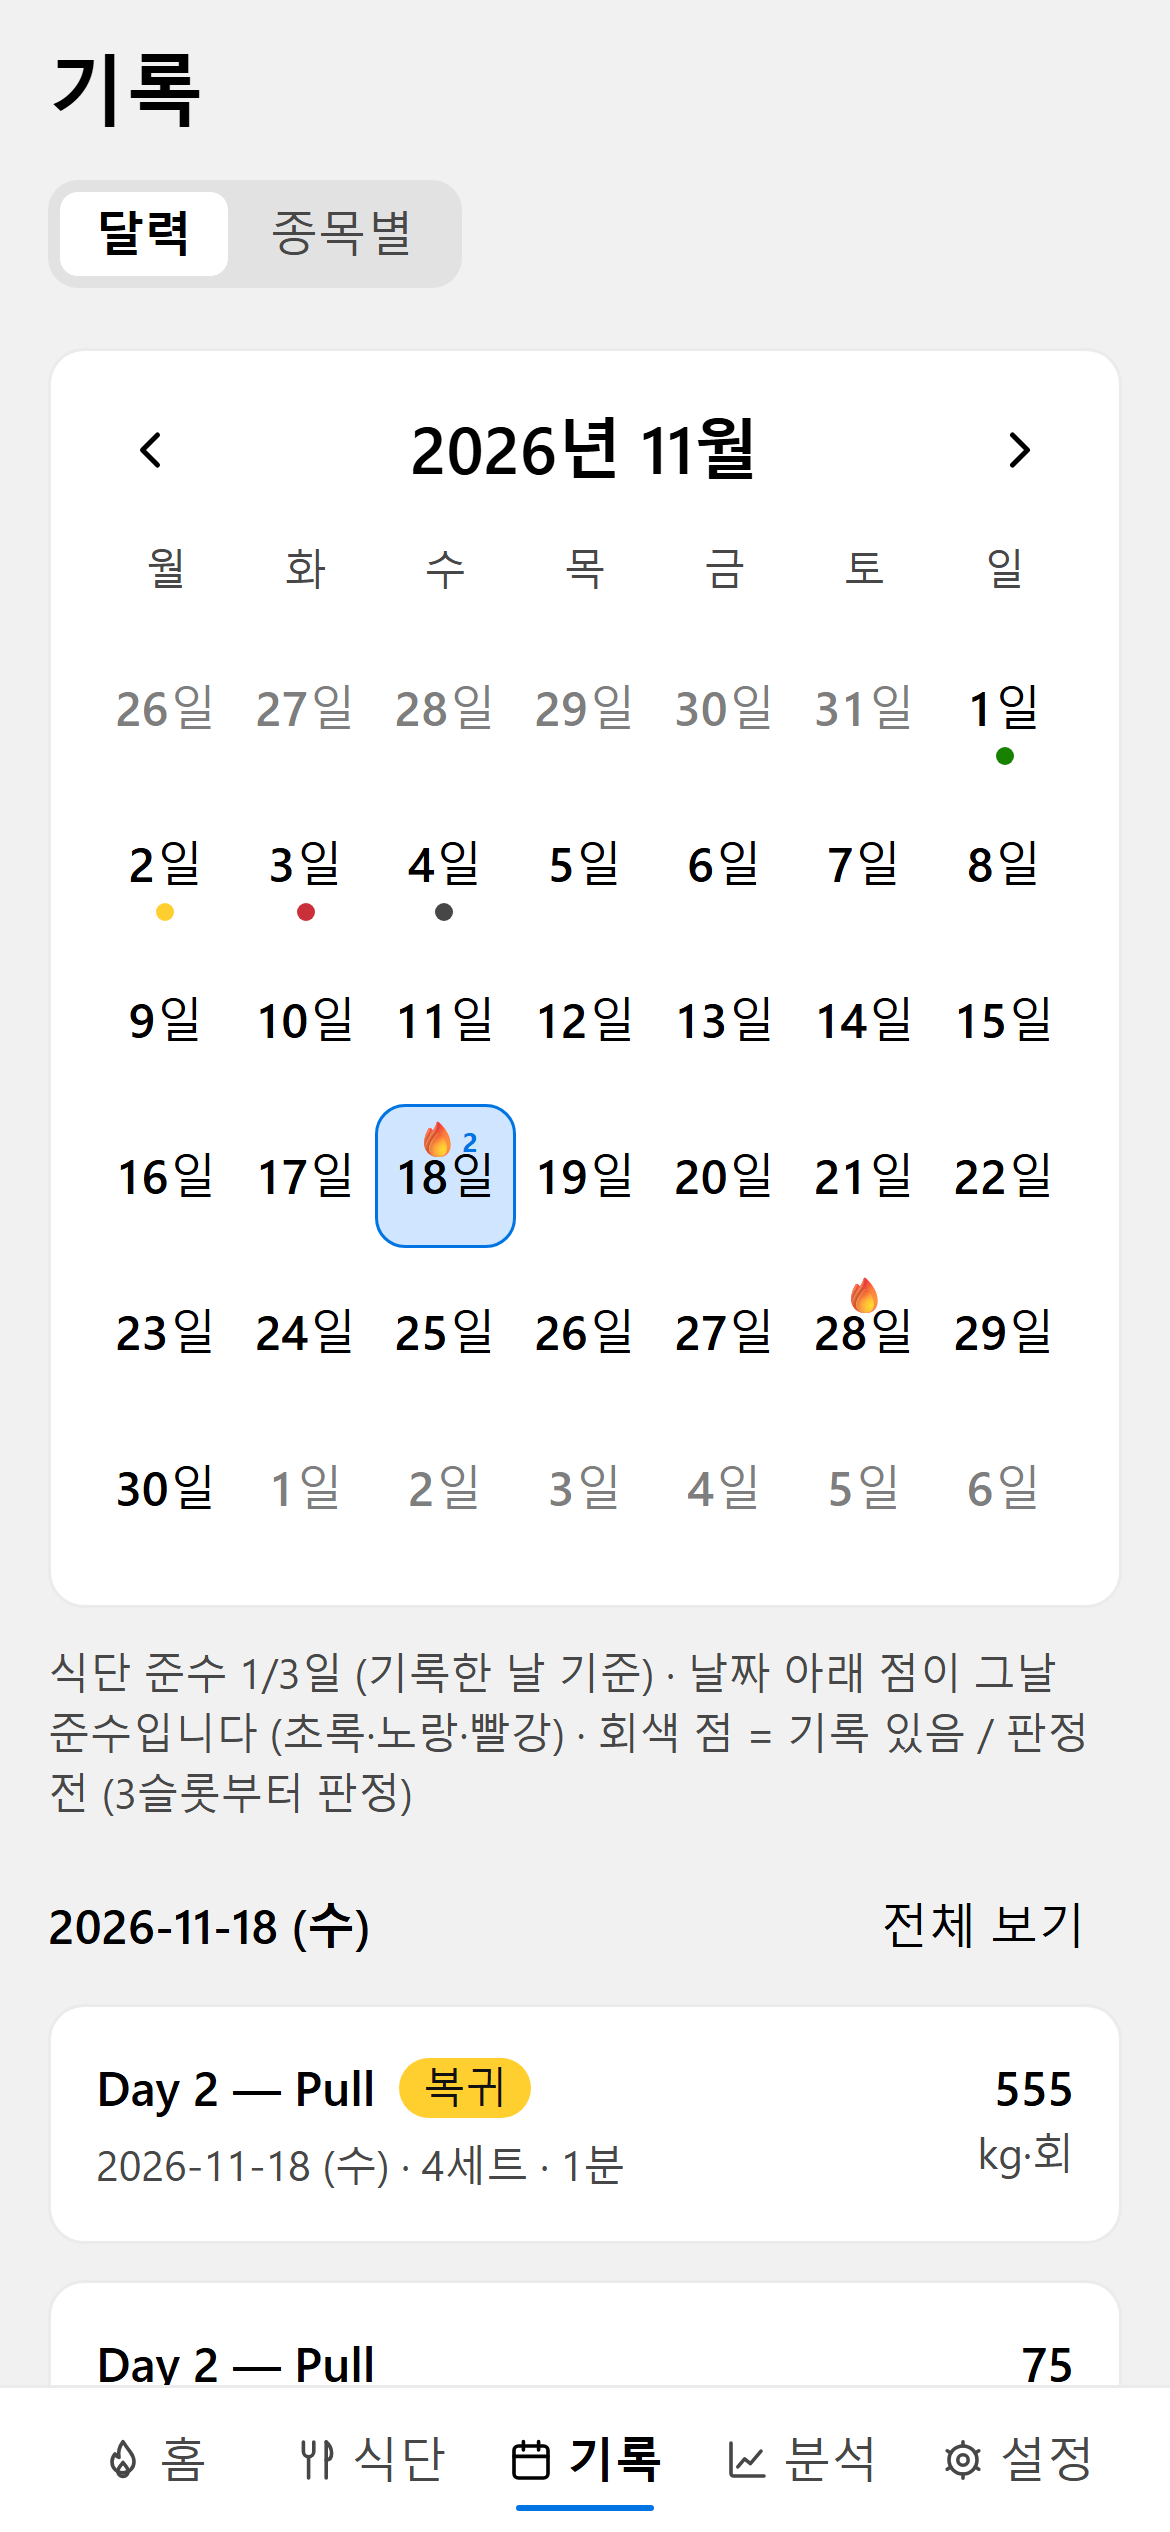 기록
달력 종목별
2026년 11월
월 화 수 목 금 토 일
26일 27일 28일 29일 30일 31일 1일
2일 3일 4일 5일 6일 7일 8일
9일 10일 11일 12일 13일 14일 15일
2
16일 17일 18일 19일 20일 21일 22일
23일 24일 25일 26일 27일 28일 29일
30일 1일 2일 3일 4일 5일 6일
식단 준수 1/3일 (기록한 날 기준) · 날짜 아래 점이 그날
준수입니다 (초록·노랑·빨강) · 회색 점 = 기록 있음 / 판정
전 (3슬롯부터 판정)
2026-11-18 (수) 전체 보기
Day 2 — Pull 복귀 555
2026-11-18 (수) · 4세트 · 1분 kg·회
Day 2 — Pull 75
홈 식단 기록 분석 설정